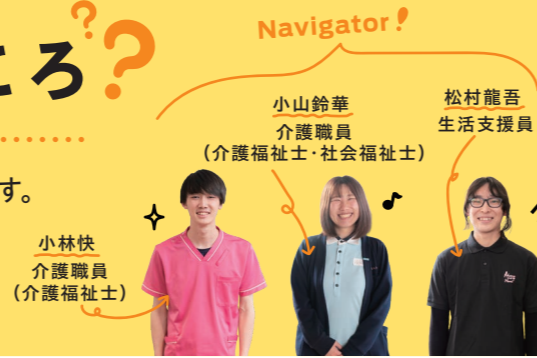 ころ??
す。
Navigator!
小林快
介護職員
(介護福祉士)
小山鈴華
介護職員
(介護福祉士・社会福祉士)
松村龍吾
生活支援員